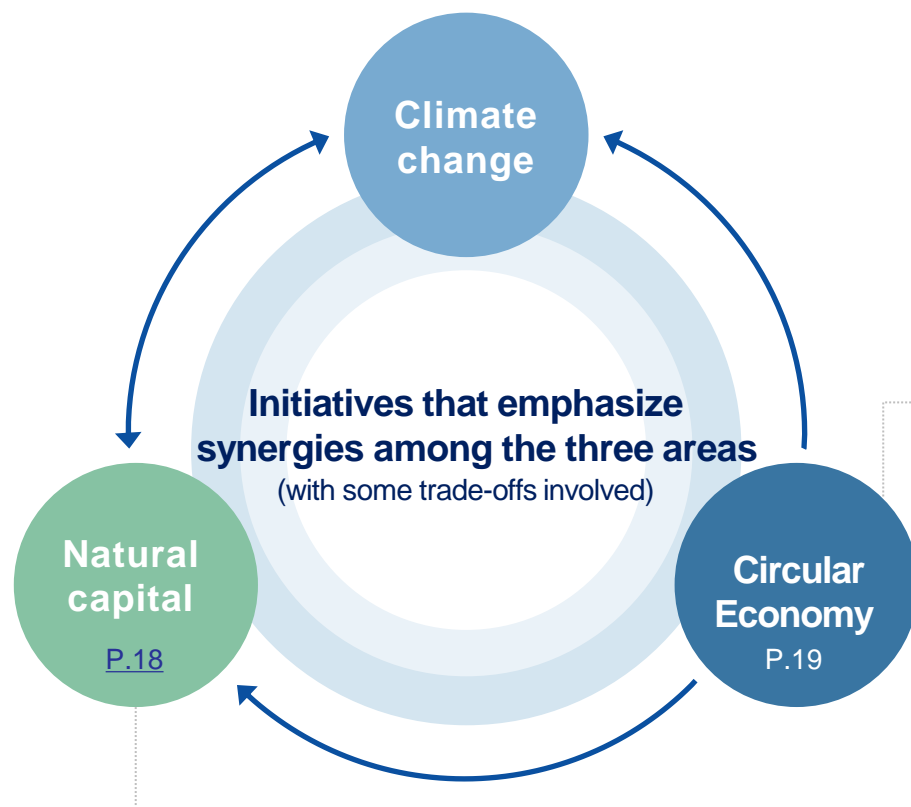 Climate
change
Initiatives that emphasize
synergies among the three areas
(with some trade-offs involved)
Natural
capital
P.18
Circular
Economy
P.19